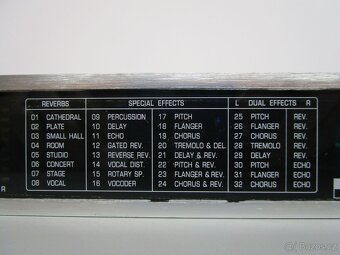 REVERBS SPECIAL EFFECTS L DUAL EFFECTS R
01 CATHEDRAL 09 PERCUSSION 17 PITCH 25 PITCH REV.
02 PLATE 10 DELAY 18 FLANGER 26 FLANGER REV.
03 SMALL HALL 11 ECHO 19 CHORUS 27 CHORUS REV.
04 ROOM 12 GATED REV. 20 TREMOLO & DEL. 28 TREMOLO REV.
05 STUDIO 13 REVERSE REV. 21 DELAY & REV. 29 DELAY REV.
06 CONCERT 14 VOCAL DIST. 22 PITCH & REV. 30 PITCH ECHO
07 STAGE 15 ROTARY SP. 23 FLANGER & REV. 31 FLANGER ECHO
08 VOCAL 16 VOCODER 24 CHORUS & REV. 32 CHORUS ECHO
R